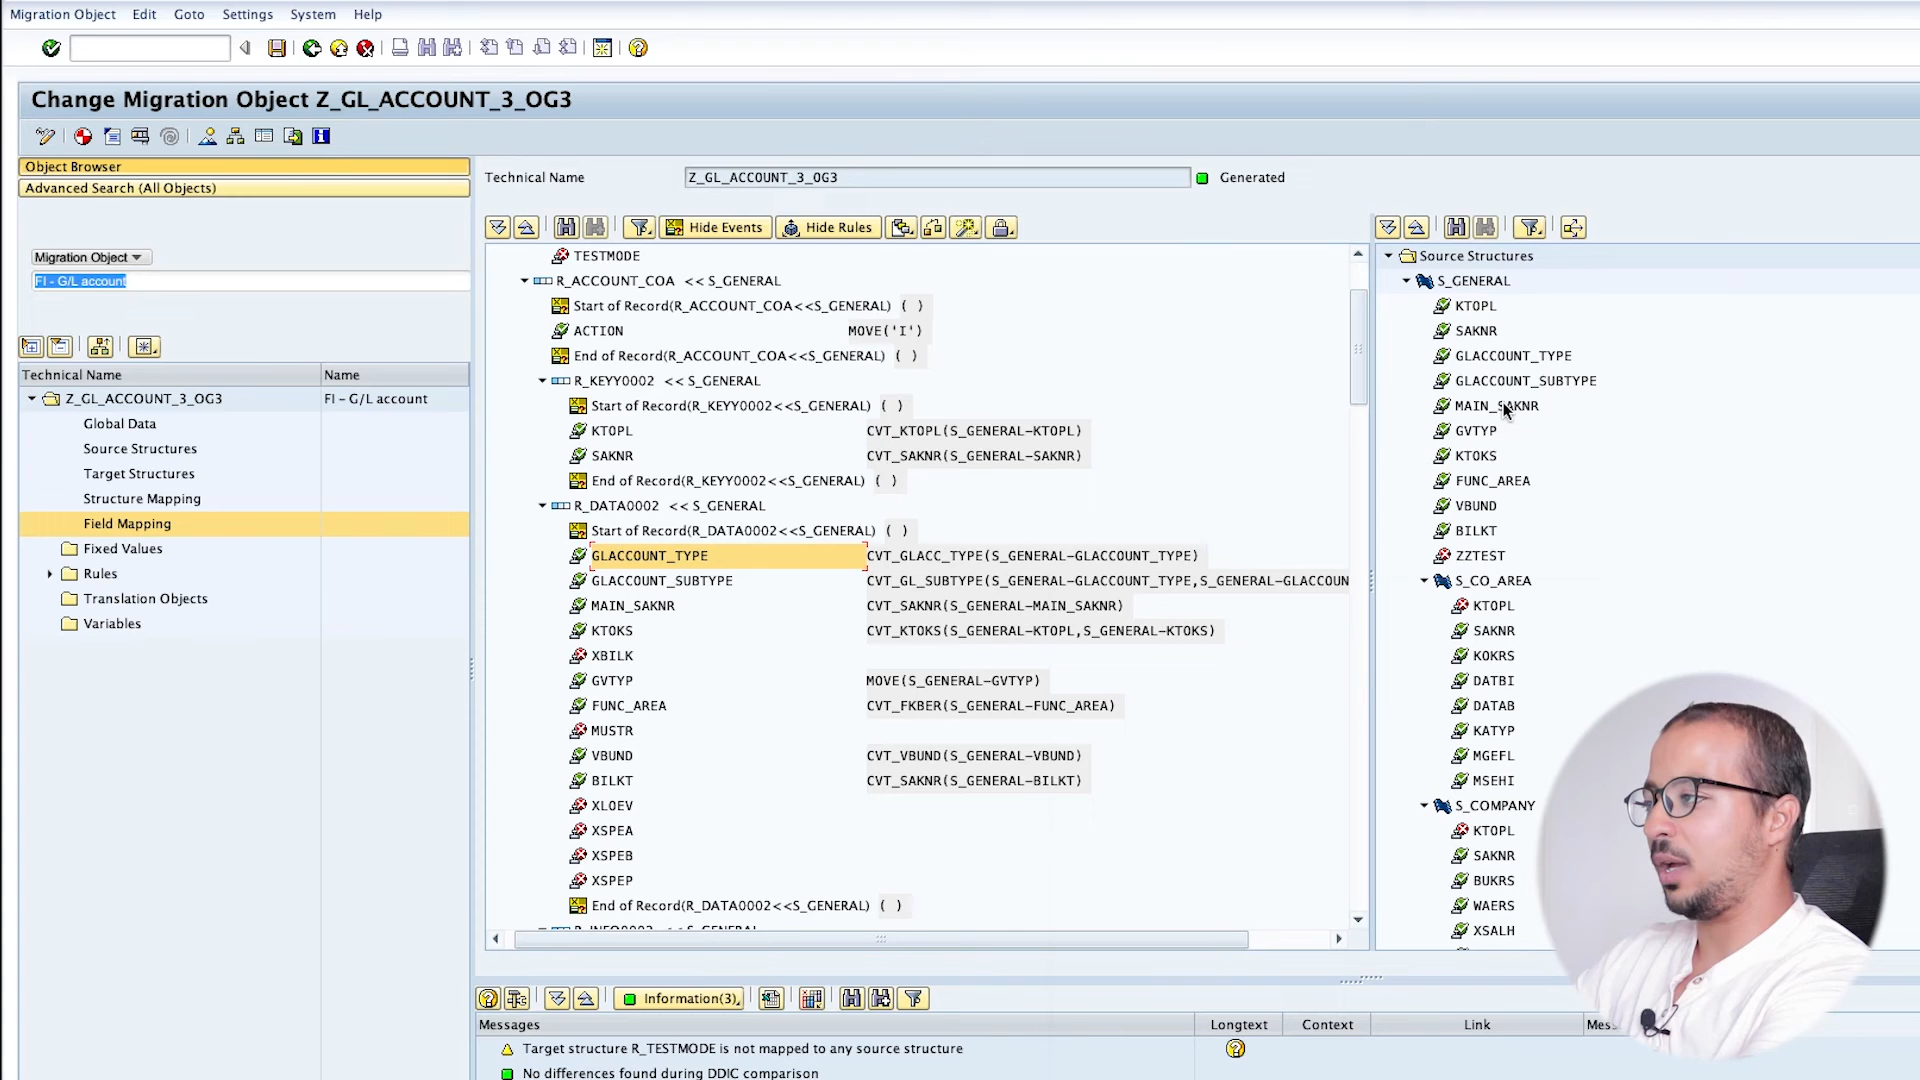 Migration Object Edit Goto Settings System Help
Change Migration Object Z_GL_ACCOUNT_3_OG3
Object Browser
Advanced Search (All Objects)
Migration Object
FI - G/L account
Technical Name Name
Z_GL_ACCOUNT_3_OG3 FI - G/L account
Global Data
Source Structures
Target Structures
Structure Mapping
Field Mapping
Fixed Values
Rules
Translation Objects
Variables
Technical Name Z_GL_ACCOUNT_3_OG3 Generated
Hide Events Hide Rules
TESTMODE
R_ACCOUNT_COA << S_GENERAL
Start of Record(R_ACCOUNT_COA<<S_GENERAL) ( )
ACTION MOVE('I')
End of Record(R_ACCOUNT_COA<<S_GENERAL) ( )
R_KEYY0002 << S_GENERAL
Start of Record(R_KEYY0002<<S_GENERAL) ( )
KTOPL CVT_KTOPL(S_GENERAL-KTOPL)
SAKNR CVT_SAKNR(S_GENERAL-SAKNR)
End of Record(R_KEYY0002<<S_GENERAL) ( )
R_DATA0002 << S_GENERAL
Start of Record(R_DATA0002<<S_GENERAL) ( )
GLACCOUNT_TYPE CVT_GLACC_TYPE(S_GENERAL-GLACCOUNT_TYPE)
GLACCOUNT_SUBTYPE CVT_GL_SUBTYPE(S_GENERAL-GLACCOUNT_TYPE,S_GENERAL-GLACCOUN
MAIN_SAKNR CVT_SAKNR(S_GENERAL-MAIN_SAKNR)
KTOKS CVT_KTOKS(S_GENERAL-KTOPL,S_GENERAL-KTOKS)
XBILK
GVTYP MOVE(S_GENERAL-GVTYP)
FUNC_AREA CVT_FKBER(S_GENERAL-FUNC_AREA)
MUSTR
VBUND CVT_VBUND(S_GENERAL-VBUND)
BILKT CVT_SAKNR(S_GENERAL-BILKT)
XLOEV
XSPEA
XSPEB
XSPEP
End of Record(R_DATA0002<<S_GENERAL) ( )
Source Structures
S_GENERAL
KTOPL
SAKNR
GLACCOUNT_TYPE
GLACCOUNT_SUBTYPE
MAIN_SAKNR
GVTYP
KTOKS
FUNC_AREA
VBUND
BILKT
ZZTEST
S_CO_AREA
KTOPL
SAKNR
KOKRS
DATBI
DATAB
KATYP
MGEFL
MSEHI
S_COMPANY
KTOPL
SAKNR
BUKRS
WAERS
XSALH
Information(3)
Messages Longtext Context Link Mes
Target structure R_TESTMODE is not mapped to any source structure
No differences found during DDIC comparison